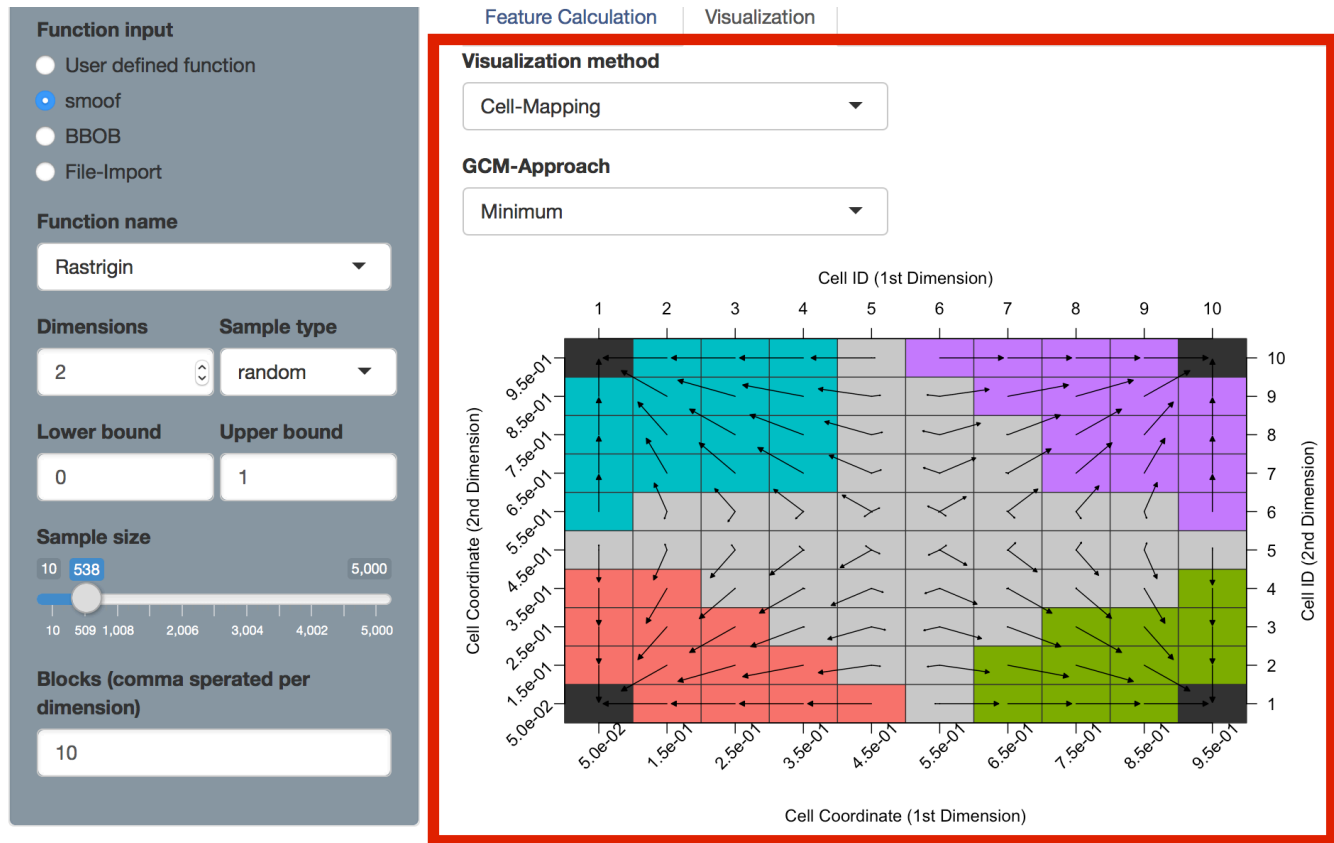 Function input
User defined function
smoof
BBOB
File-Import
Function name
Rastrigin
Dimensions Sample type
2 random
Lower bound Upper bound
0 1
Sample size
10 538 5,000
10 509 1,008 2,006 3,004 4,002 5,000
Blocks (comma sperated per
dimension)
10
Feature Calculation Visualization
Visualization method
Cell-Mapping
GCM-Approach
Minimum
Cell ID (1st Dimension)
1 2 3 4 5 6 7 8 9 10
Cell Coordinate (2nd Dimension)
9.5e-01
8.5e-01
7.5e-01
6.5e-01
5.5e-01
4.5e-01
3.5e-01
2.5e-01
1.5e-01
5.0e-02
10
9
8
7
6
5
4
3
2
1
Cell ID (2nd Dimension)
5.0e-02 1.5e-01 2.5e-01 3.5e-01 4.5e-01 5.5e-01 6.5e-01 7.5e-01 8.5e-01 9.5e-01
Cell Coordinate (1st Dimension)